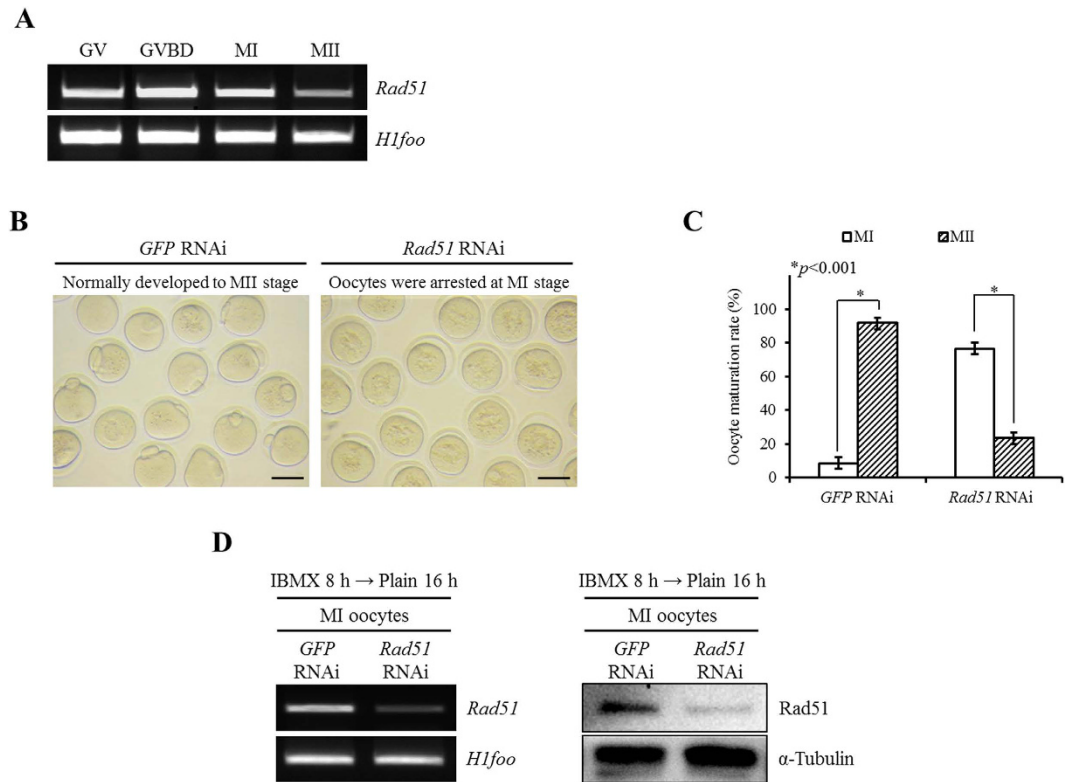 A
GV GVBD MI MII
Rad51
H1foo
B
GFP RNAi Rad51 RNAi
Normally developed to MII stage Oocytes were arrested at MI stage
C
MI MII
*p<0.001
* *
Oocyte maturation rate (%)
100
80
60
40
20
0
GFP RNAi Rad51 RNAi
D
IBMX 8 h → Plain 16 h IBMX 8 h → Plain 16 h
MI oocytes MI oocytes
GFP Rad51 GFP Rad51
RNAi RNAi RNAi RNAi
Rad51 Rad51
H1foo α-Tubulin